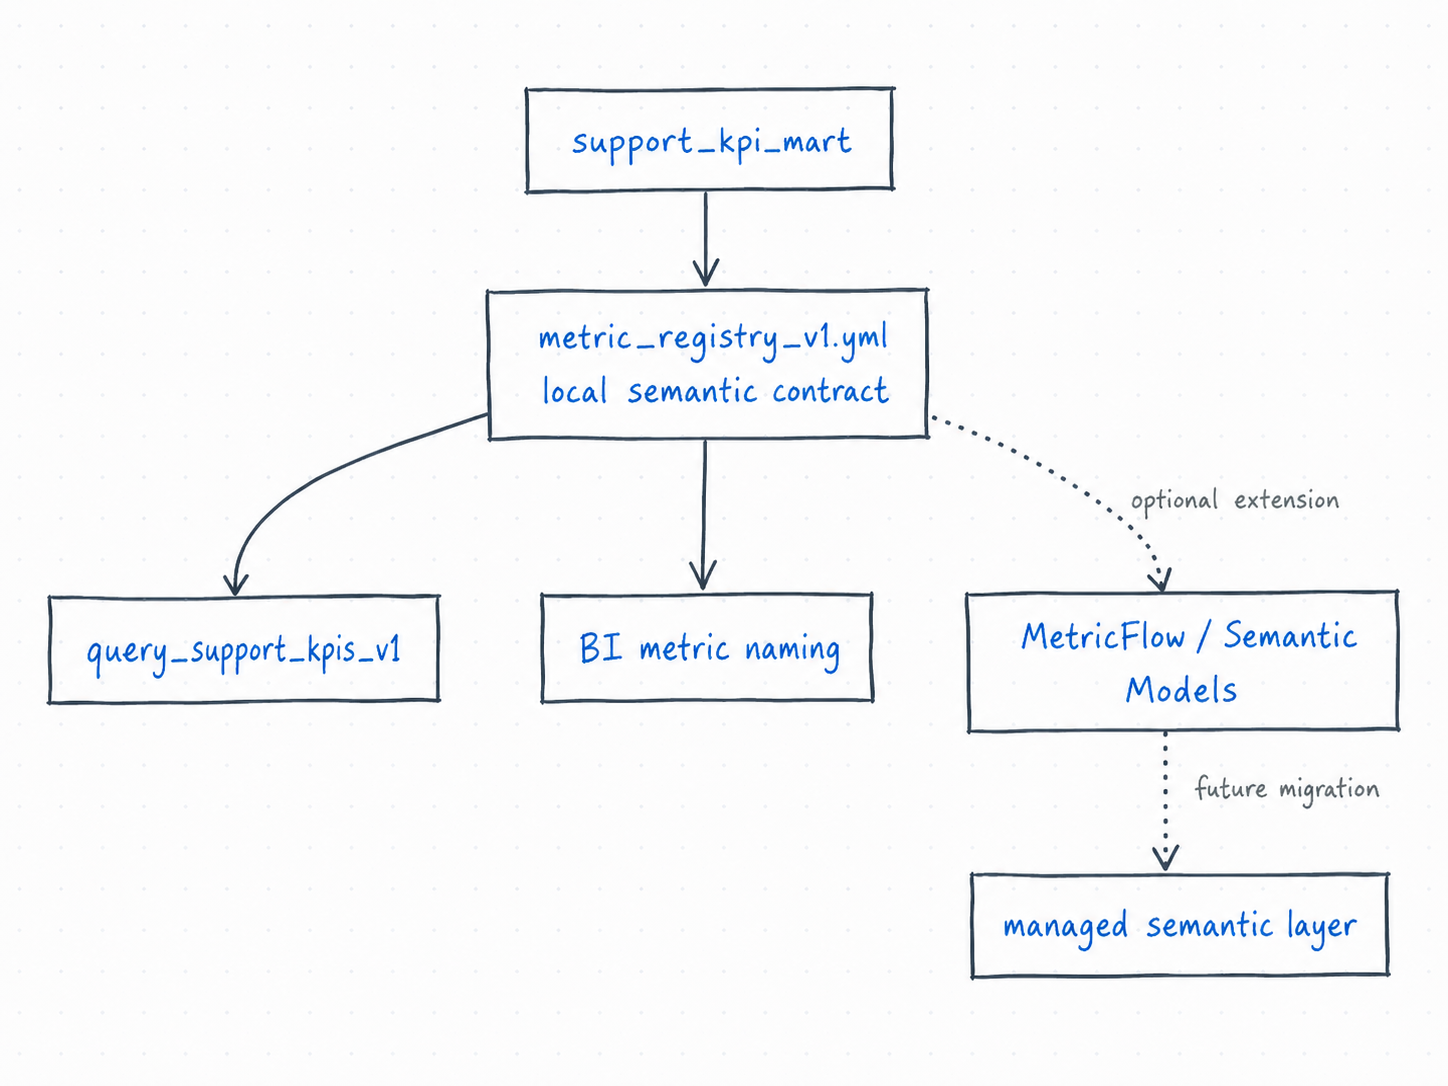 support_kpi_mart
metric_registry_v1.yml
local semantic contract
optional extension
query_support_kpis_v1
BI metric naming
MetricFlow / Semantic
Models
future migration
managed semantic layer